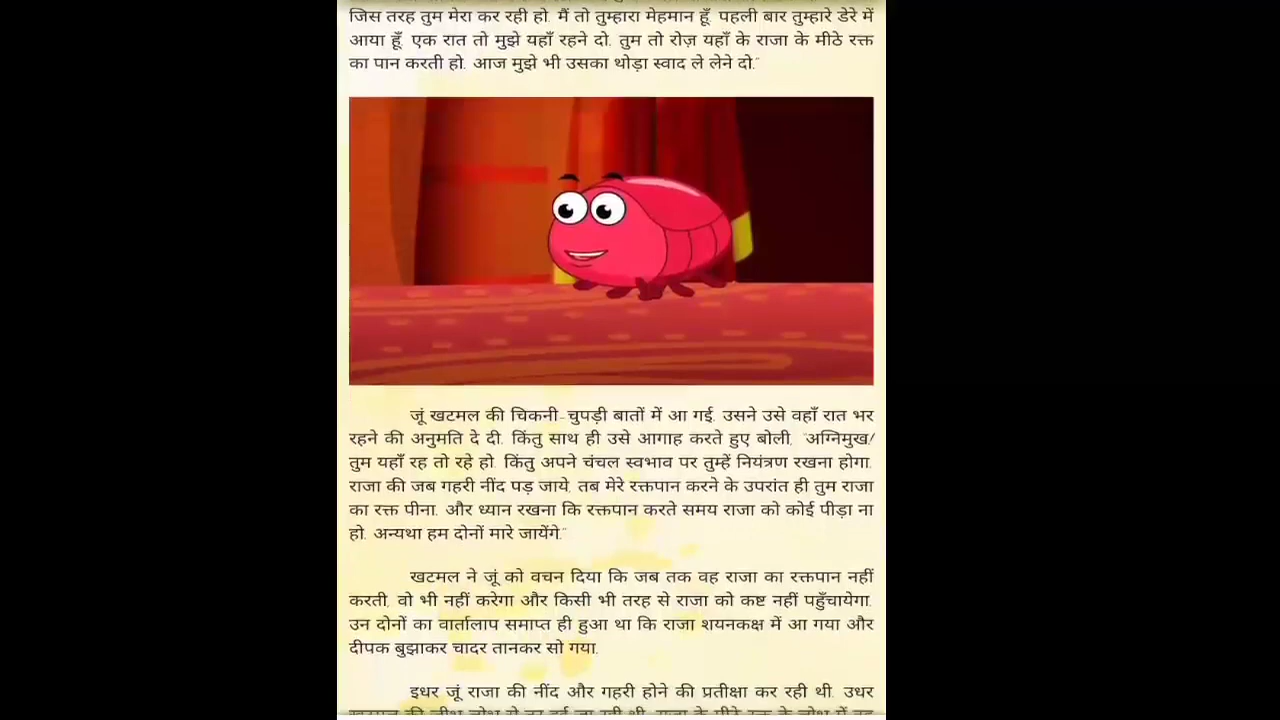 जिस तरह तुम मेरा कर रही हो. मैं तो तुम्हारा मेहमान हूँ. पहली बार तुम्हारे डेरे में
आया हूँ. एक रात तो मुझे यहाँ रहने दो. तुम तो रोज़ यहाँ के राजा के मीठे रक्त
का पान करती हो. आज मुझे भी उसका थोड़ा स्वाद ले लेने दो.”
जूं खटमल की चिकनी-चुपड़ी बातों में आ गई. उसने उसे वहाँ रात भर
रहने की अनुमति दे दी. किंतु साथ ही उसे आगाह करते हुए बोली, “अग्निमुख/
तुम यहाँ रह तो रहे हो. किंतु अपने चंचल स्वभाव पर तुम्हें नियंत्रण रखना होगा.
राजा की जब गहरी नींद पड़ जाये, तब मेरे रक्तपान करने के उपरांत ही तुम राजा
का रक्त पीना. और ध्यान रखना कि रक्तपान करते समय राजा को कोई पीड़ा ना
हो. अन्यथा हम दोनों मारे जायेंगे.”
खटमल ने जूं को वचन दिया कि जब तक वह राजा का रक्तपान नहीं
करती, वो भी नहीं करेगा और किसी भी तरह से राजा को कष्ट नहीं पहुँचायेगा.
उन दोनों का वार्तालाप समाप्त ही हुआ था कि राजा शयनकक्ष में आ गया और
दीपक बुझाकर चादर तानकर सो गया.
इधर जूं राजा की नींद और गहरी होने की प्रतीक्षा कर रही थी. उधर